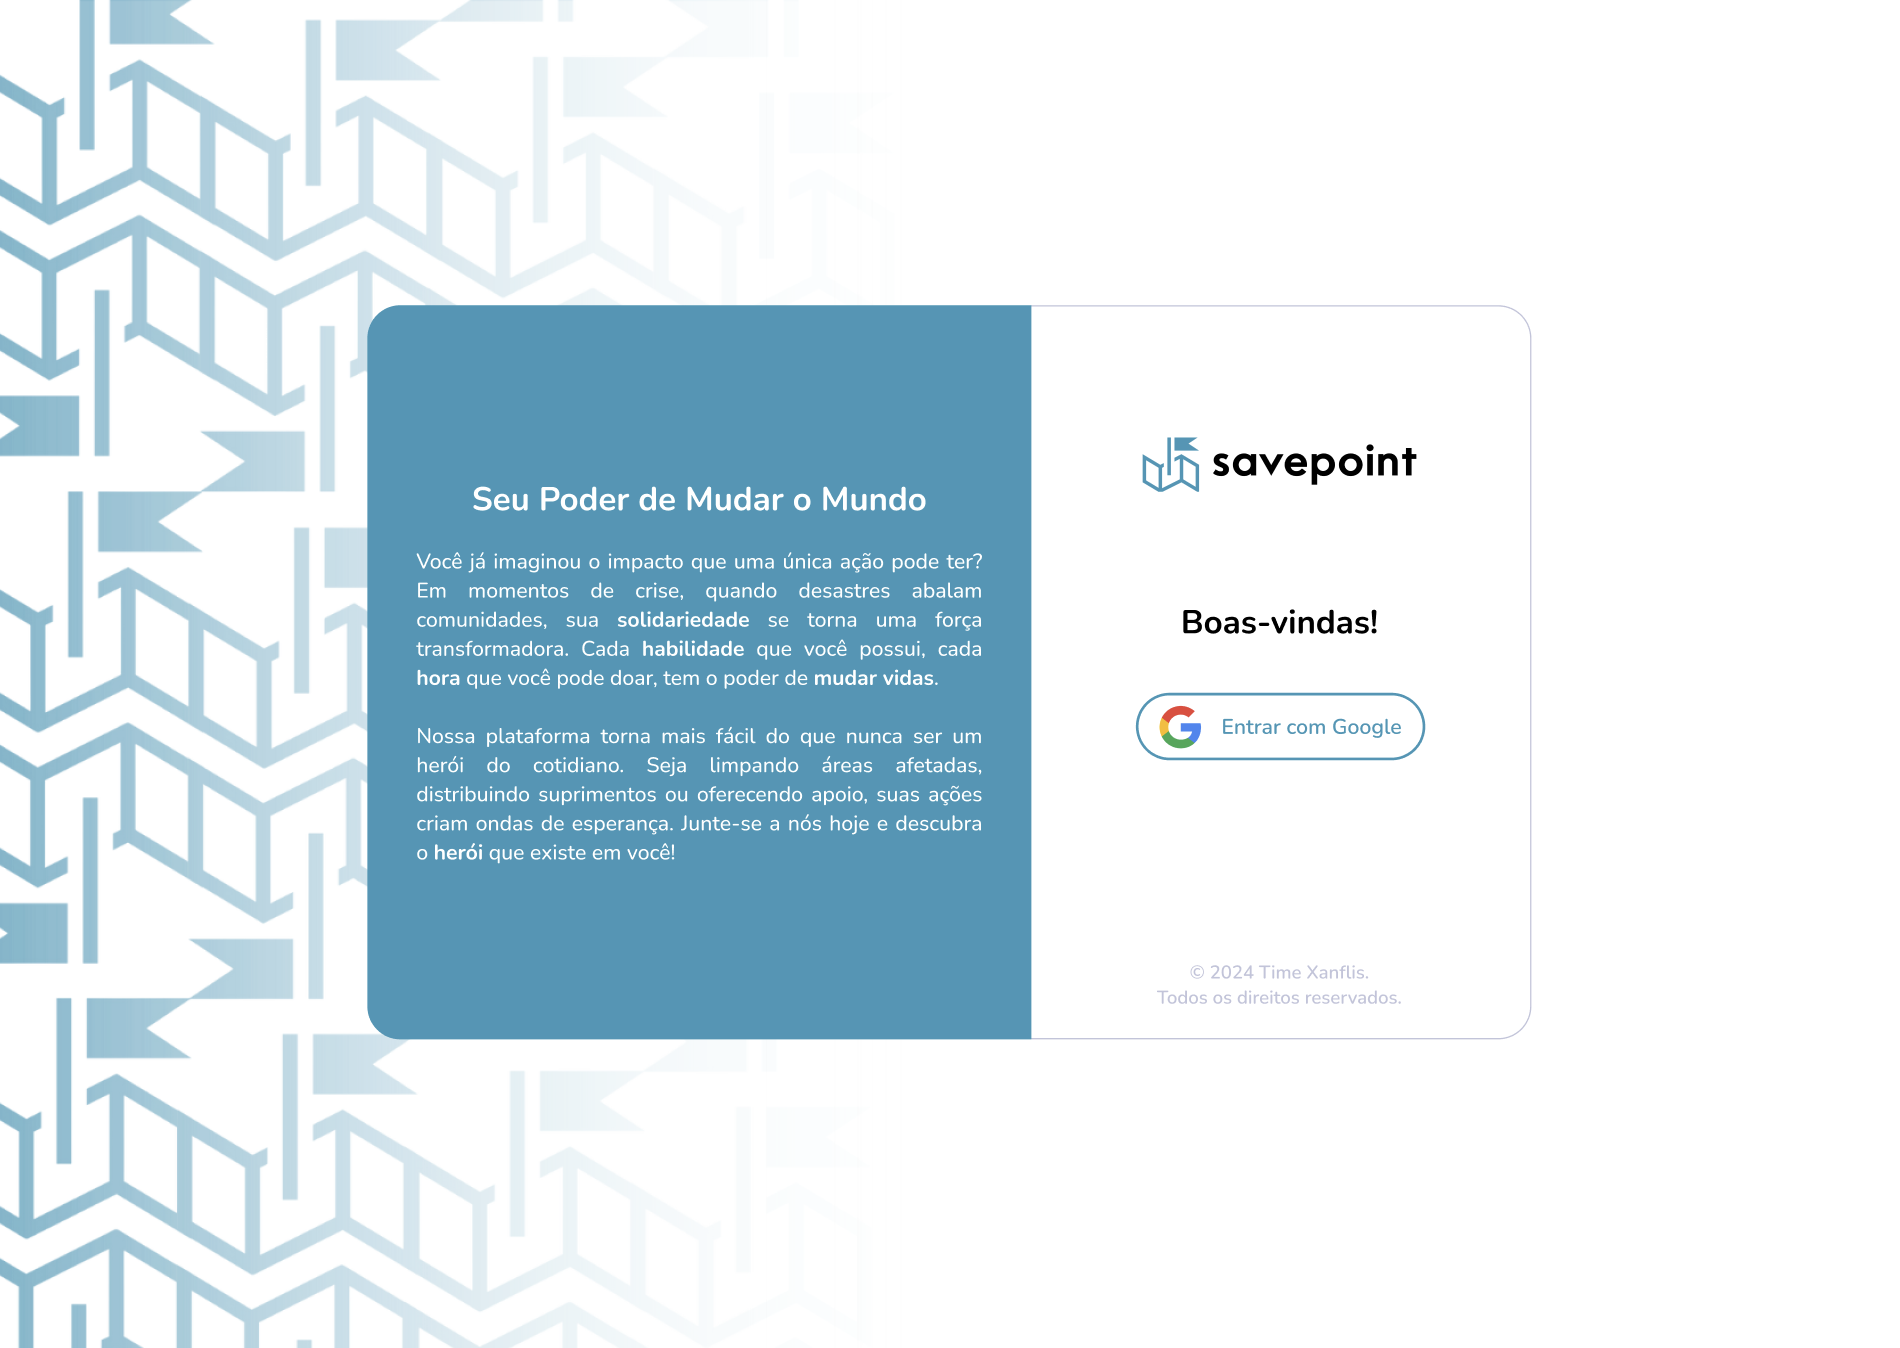 Seu Poder de Mudar o Mundo
Você já imaginou o impacto que uma única ação pode ter?
Em momentos de crise, quando desastres abalam
comunidades, sua solidariedade se torna uma força
transformadora. Cada habilidade que você possui, cada
hora que você pode doar, tem o poder de mudar vidas.
Nossa plataforma torna mais fácil do que nunca ser um
herói do cotidiano. Seja limpando áreas afetadas,
distribuindo suprimentos ou oferecendo apoio, suas ações
criam ondas de esperança. Junte-se a nós hoje e descubra
o herói que existe em você!
savepoint
Boas-vindas!
Entrar com Google
© 2024 Time Xanflis.
Todos os direitos reservados.